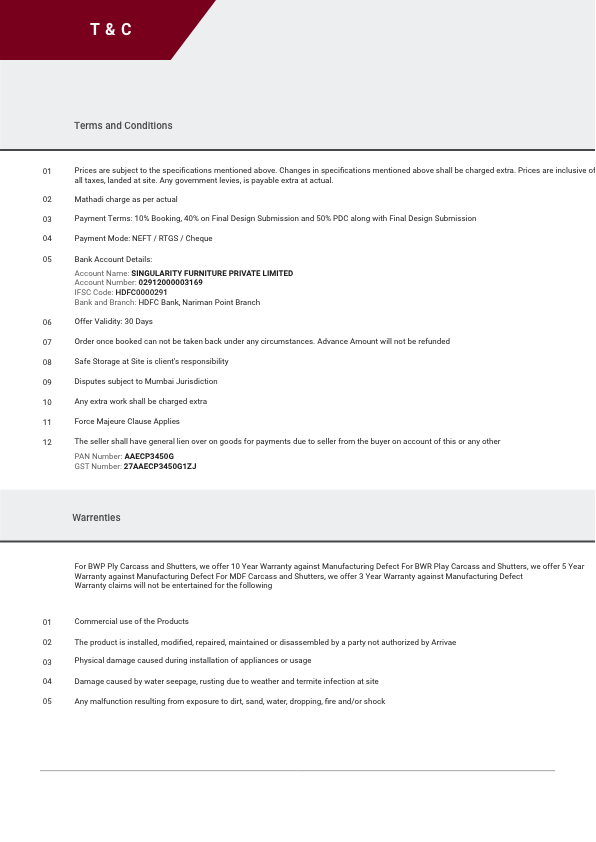 T & C
Terms and Conditions
01 Prices are subject to the specifications mentioned above. Changes in specifications mentioned above shall be charged extra. Prices are inclusive of
all taxes, landed at site. Any government levies, is payable extra at actual.
02 Mathadi charge as per actual
03 Payment Terms: 10% Booking, 40% on Final Design Submission and 50% PDC along with Final Design Submission
04 Payment Mode: NEFT / RTGS / Cheque
05 Bank Account Details:
Account Name: SINGULARITY FURNITURE PRIVATE LIMITED
Account Number: 02912000003169
IFSC Code: HDFC0000291
Bank and Branch: HDFC Bank, Nariman Point Branch
06 Offer Validity: 30 Days
07 Order once booked can not be taken back under any circumstances. Advance Amount will not be refunded
08 Safe Storage at Site is client's responsibility
09 Disputes subject to Mumbai Jurisdiction
10 Any extra work shall be charged extra
11 Force Majeure Clause Applies
12 The seller shall have general lien over on goods for payments due to seller from the buyer on account of this or any other
PAN Number: AAECP3450G
GST Number: 27AAECP3450G1ZJ
Warrenties
For BWP Ply Carcass and Shutters, we offer 10 Year Warranty against Manufacturing Defect For BWR Play Carcass and Shutters, we offer 5 Year
Warranty against Manufacturing Defect For MDF Carcass and Shutters, we offer 3 Year Warranty against Manufacturing Defect
Warranty claims will not be entertained for the following
01 Commercial use of the Products
02 The product is installed, modified, repaired, maintained or disassembled by a party not authorized by Arrivae
03 Physical damage caused during installation of appliances or usage
04 Damage caused by water seepage, rusting due to weather and termite infection at site
05 Any malfunction resulting from exposure to dirt, sand, water, dropping, fire and/or shock